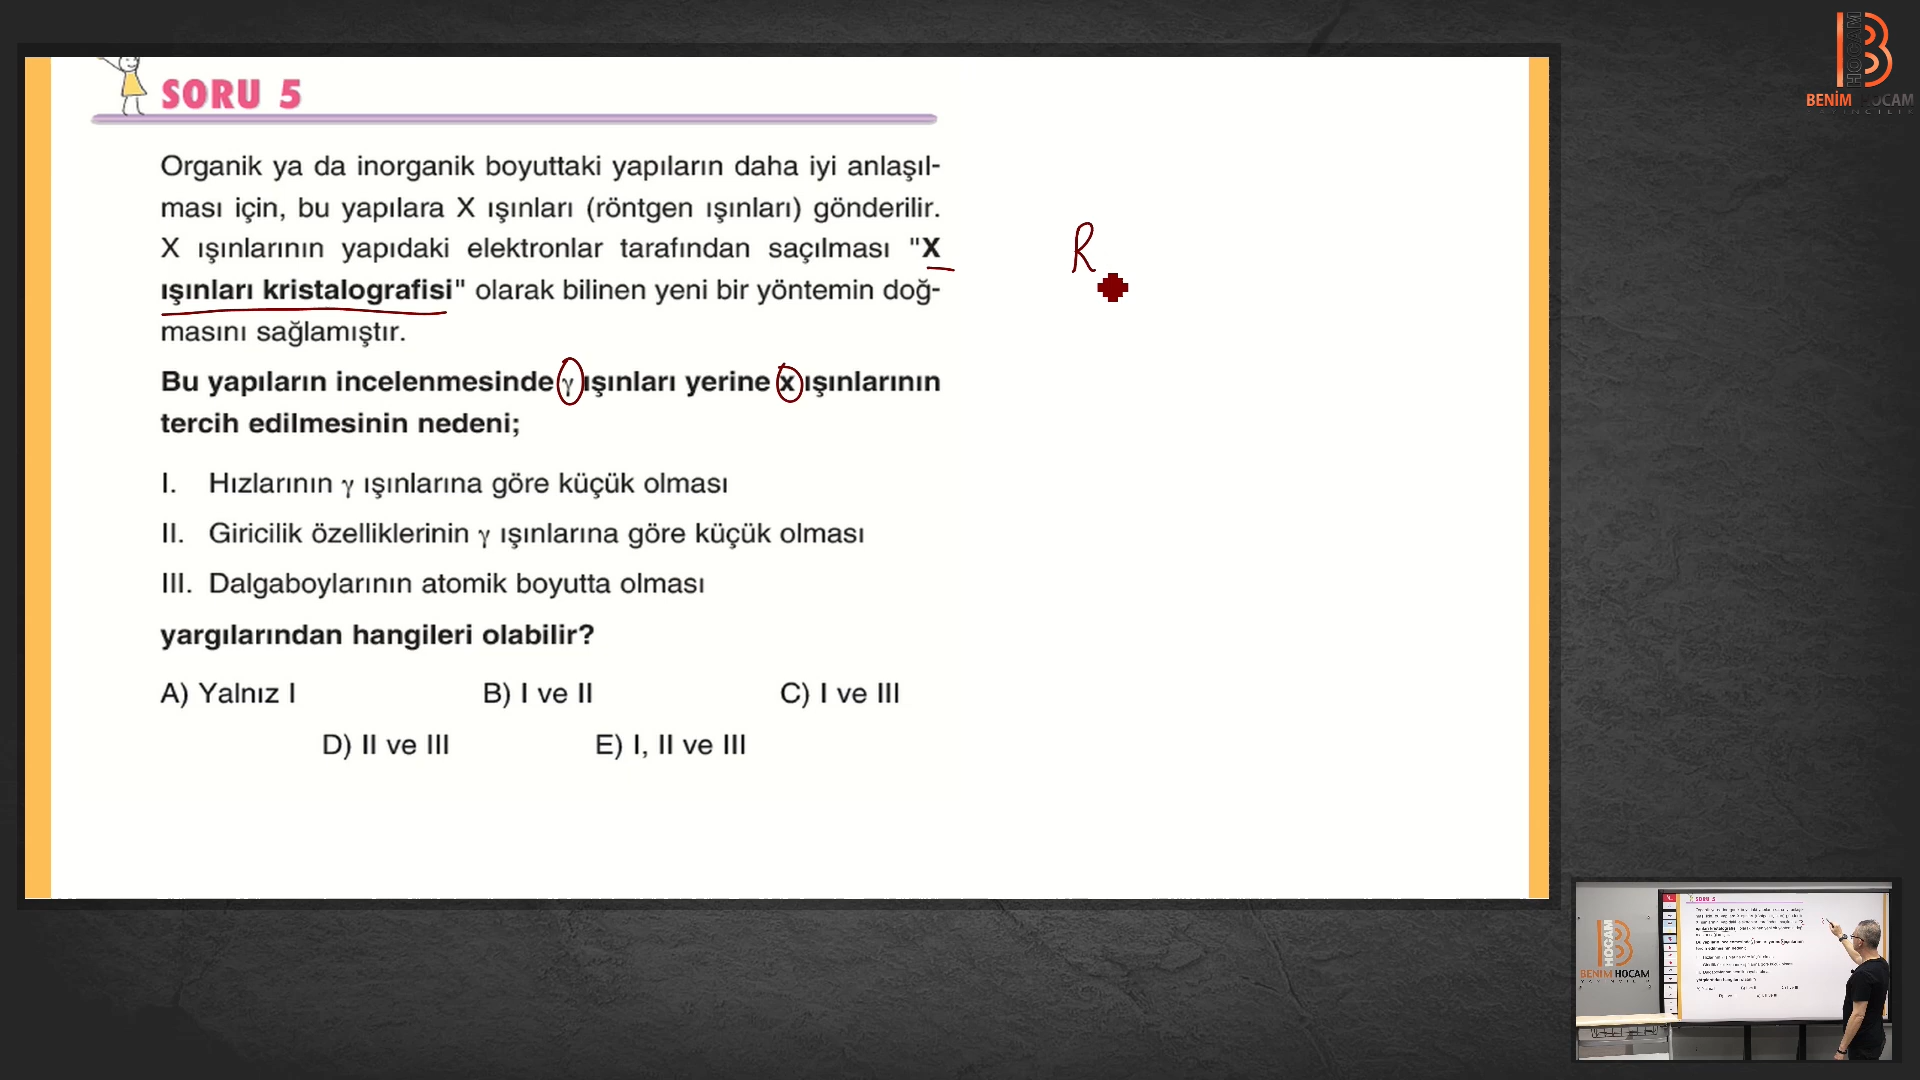 BENİM HOCAM
SORU 5
Organik ya da inorganik boyuttaki yapıların daha iyi anlaşıl-
ması için, bu yapılara X ışınları (röntgen ışınları) gönderilir.
X ışınlarının yapıdaki elektronlar tarafından saçılması "X
ışınları kristalografisi" olarak bilinen yeni bir yöntemin doğ-
masını sağlamıştır.
R
Bu yapıların incelenmesinde γ ışınları yerine x ışınlarının
tercih edilmesinin nedeni;
I. Hızlarının γ ışınlarına göre küçük olması
II. Giricilik özelliklerinin γ ışınlarına göre küçük olması
III. Dalgaboylarının atomik boyutta olması
yargılarından hangileri olabilir?
A) Yalnız I B) I ve II C) I ve III
D) II ve III E) I, II ve III
SORU 5
BENİM HOCAM